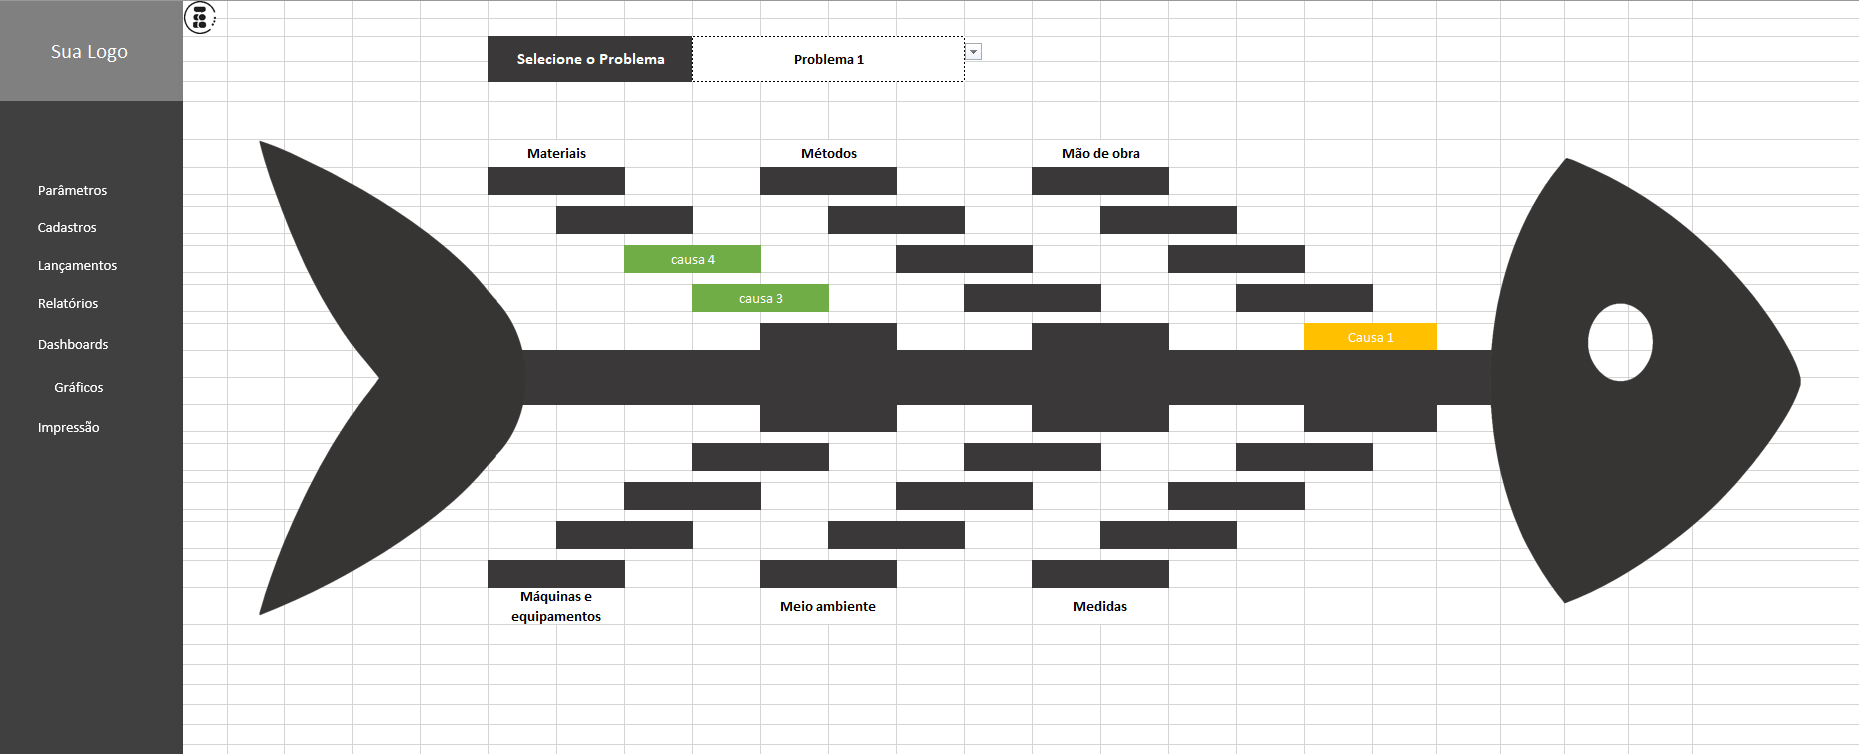 Sua Logo
Selecione o Problema
Problema 1
Parâmetros
Cadastros
Lançamentos
Relatórios
Dashboards
Gráficos
Impressão
Materiais
Métodos
Mão de obra
causa 4
causa 3
Causa 1
Máquinas e
equipamentos
Meio ambiente
Medidas